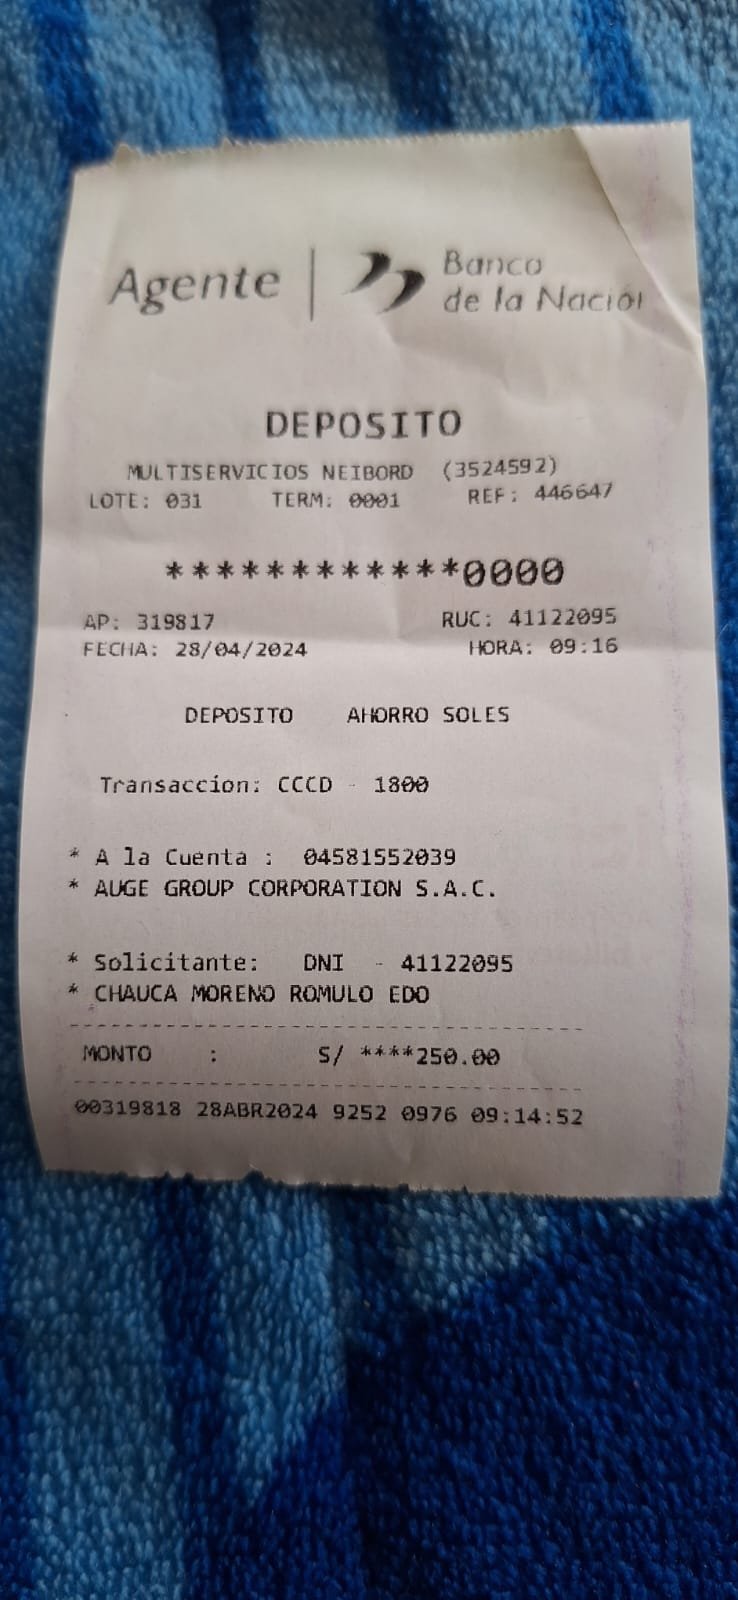 Agente | Banco
de la Nación
DEPOSITO
MULTISERVICIOS NEIBORD (3524592)
LOTE: 031 TERM: 0001 REF: 446647
************0000
AP: 319817 RUC: 41122095
FECHA: 28/04/2024 HORA: 09:16
DEPOSITO AHORRO SOLES
Transaccion: CCCD - 1800
* A la Cuenta : 04581552039
* AUGE GROUP CORPORATION S.A.C.
* Solicitante: DNI - 41122095
* CHAUCA MORENO ROMULO EDO
MONTO : S/ ****250.00
00319818 28ABR2024 9252 0976 09:14:52